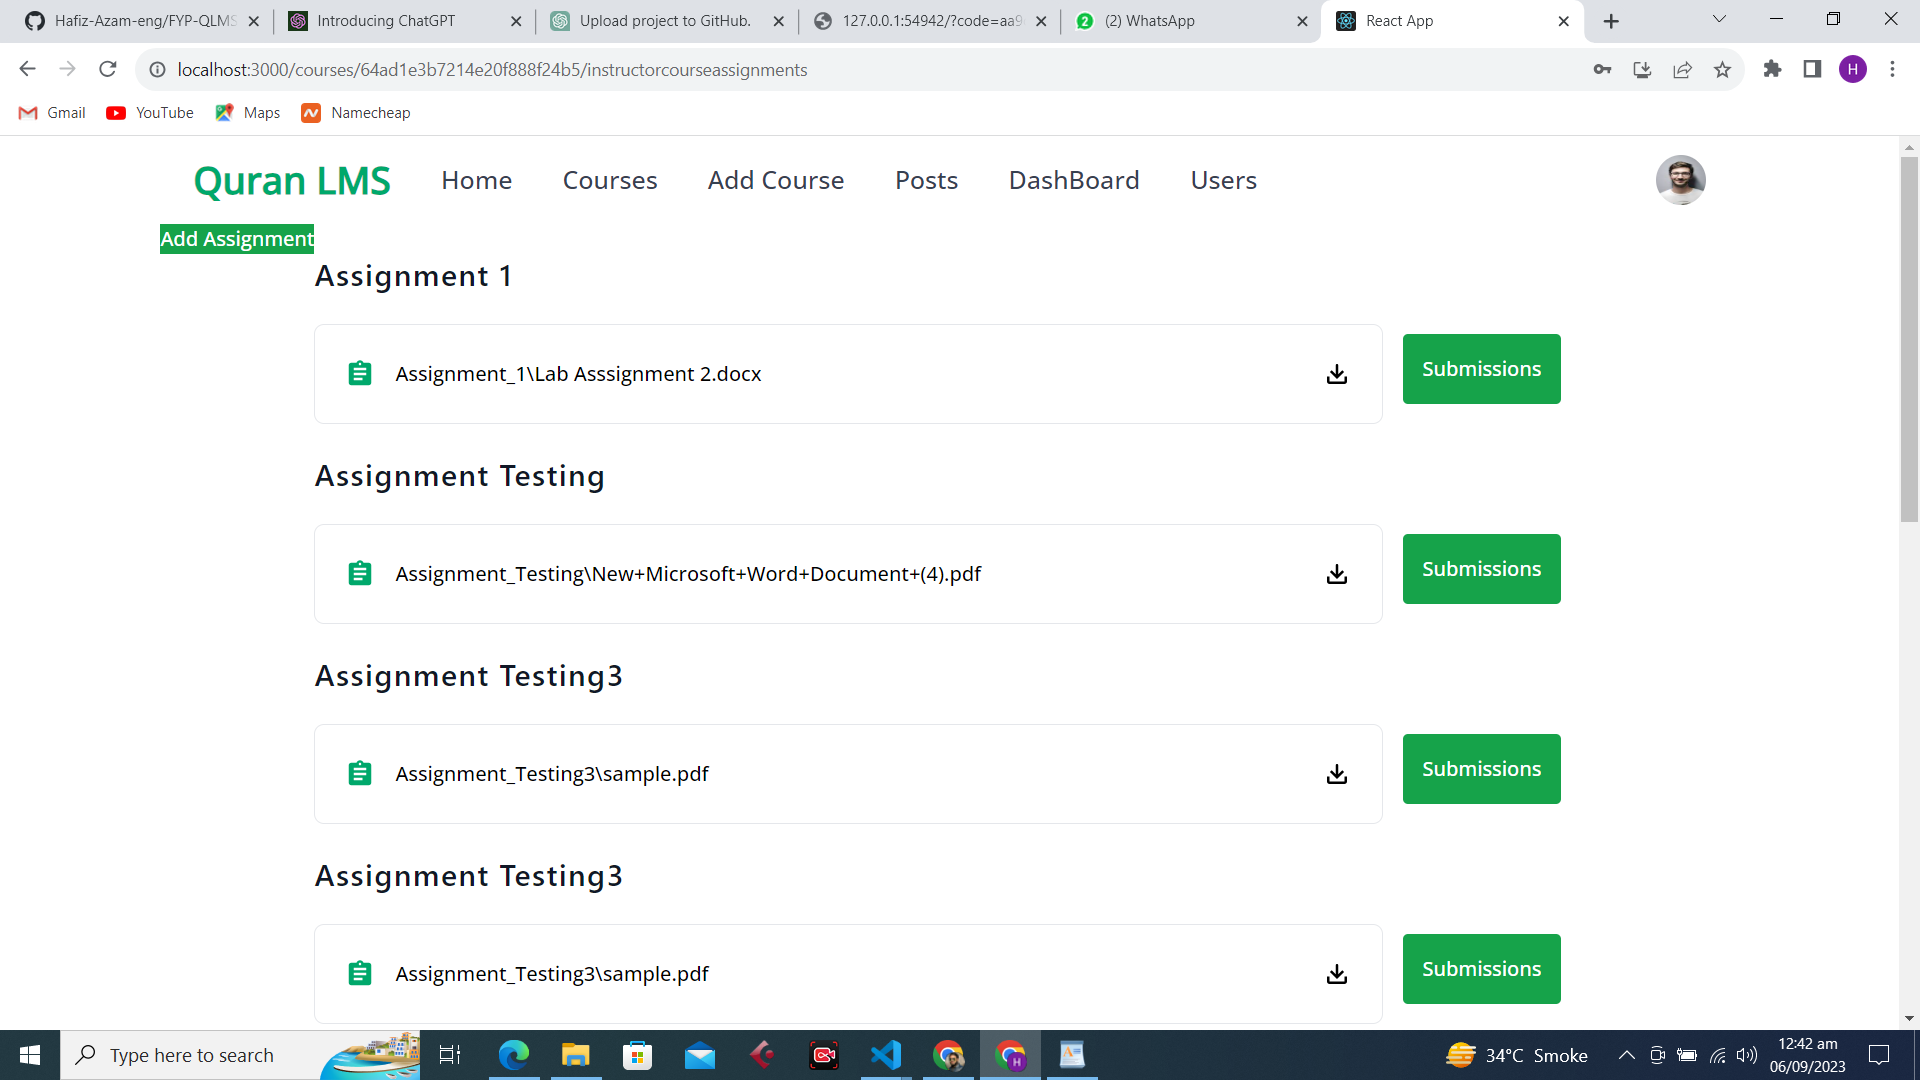 Hafiz-Azam-eng/FYP-QLMS
Introducing ChatGPT
Upload project to GitHub.
127.0.0.1:54942/?code=aa9
(2) WhatsApp
React App
localhost:3000/courses/64ad1e3b7214e20f888f24b5/instructorcourseassignments
H
Gmail
YouTube
Maps
Namecheap
Quran LMS
Home
Courses
Add Course
Posts
DashBoard
Users
Add Assignment
Assignment 1
Assignment_1\Lab Asssignment 2.docx
Submissions
Assignment Testing
Assignment_Testing\New+Microsoft+Word+Document+(4).pdf
Submissions
Assignment Testing3
Assignment_Testing3\sample.pdf
Submissions
Assignment Testing3
Assignment_Testing3\sample.pdf
Submissions
Type here to search
34°C Smoke
12:42 am
06/09/2023